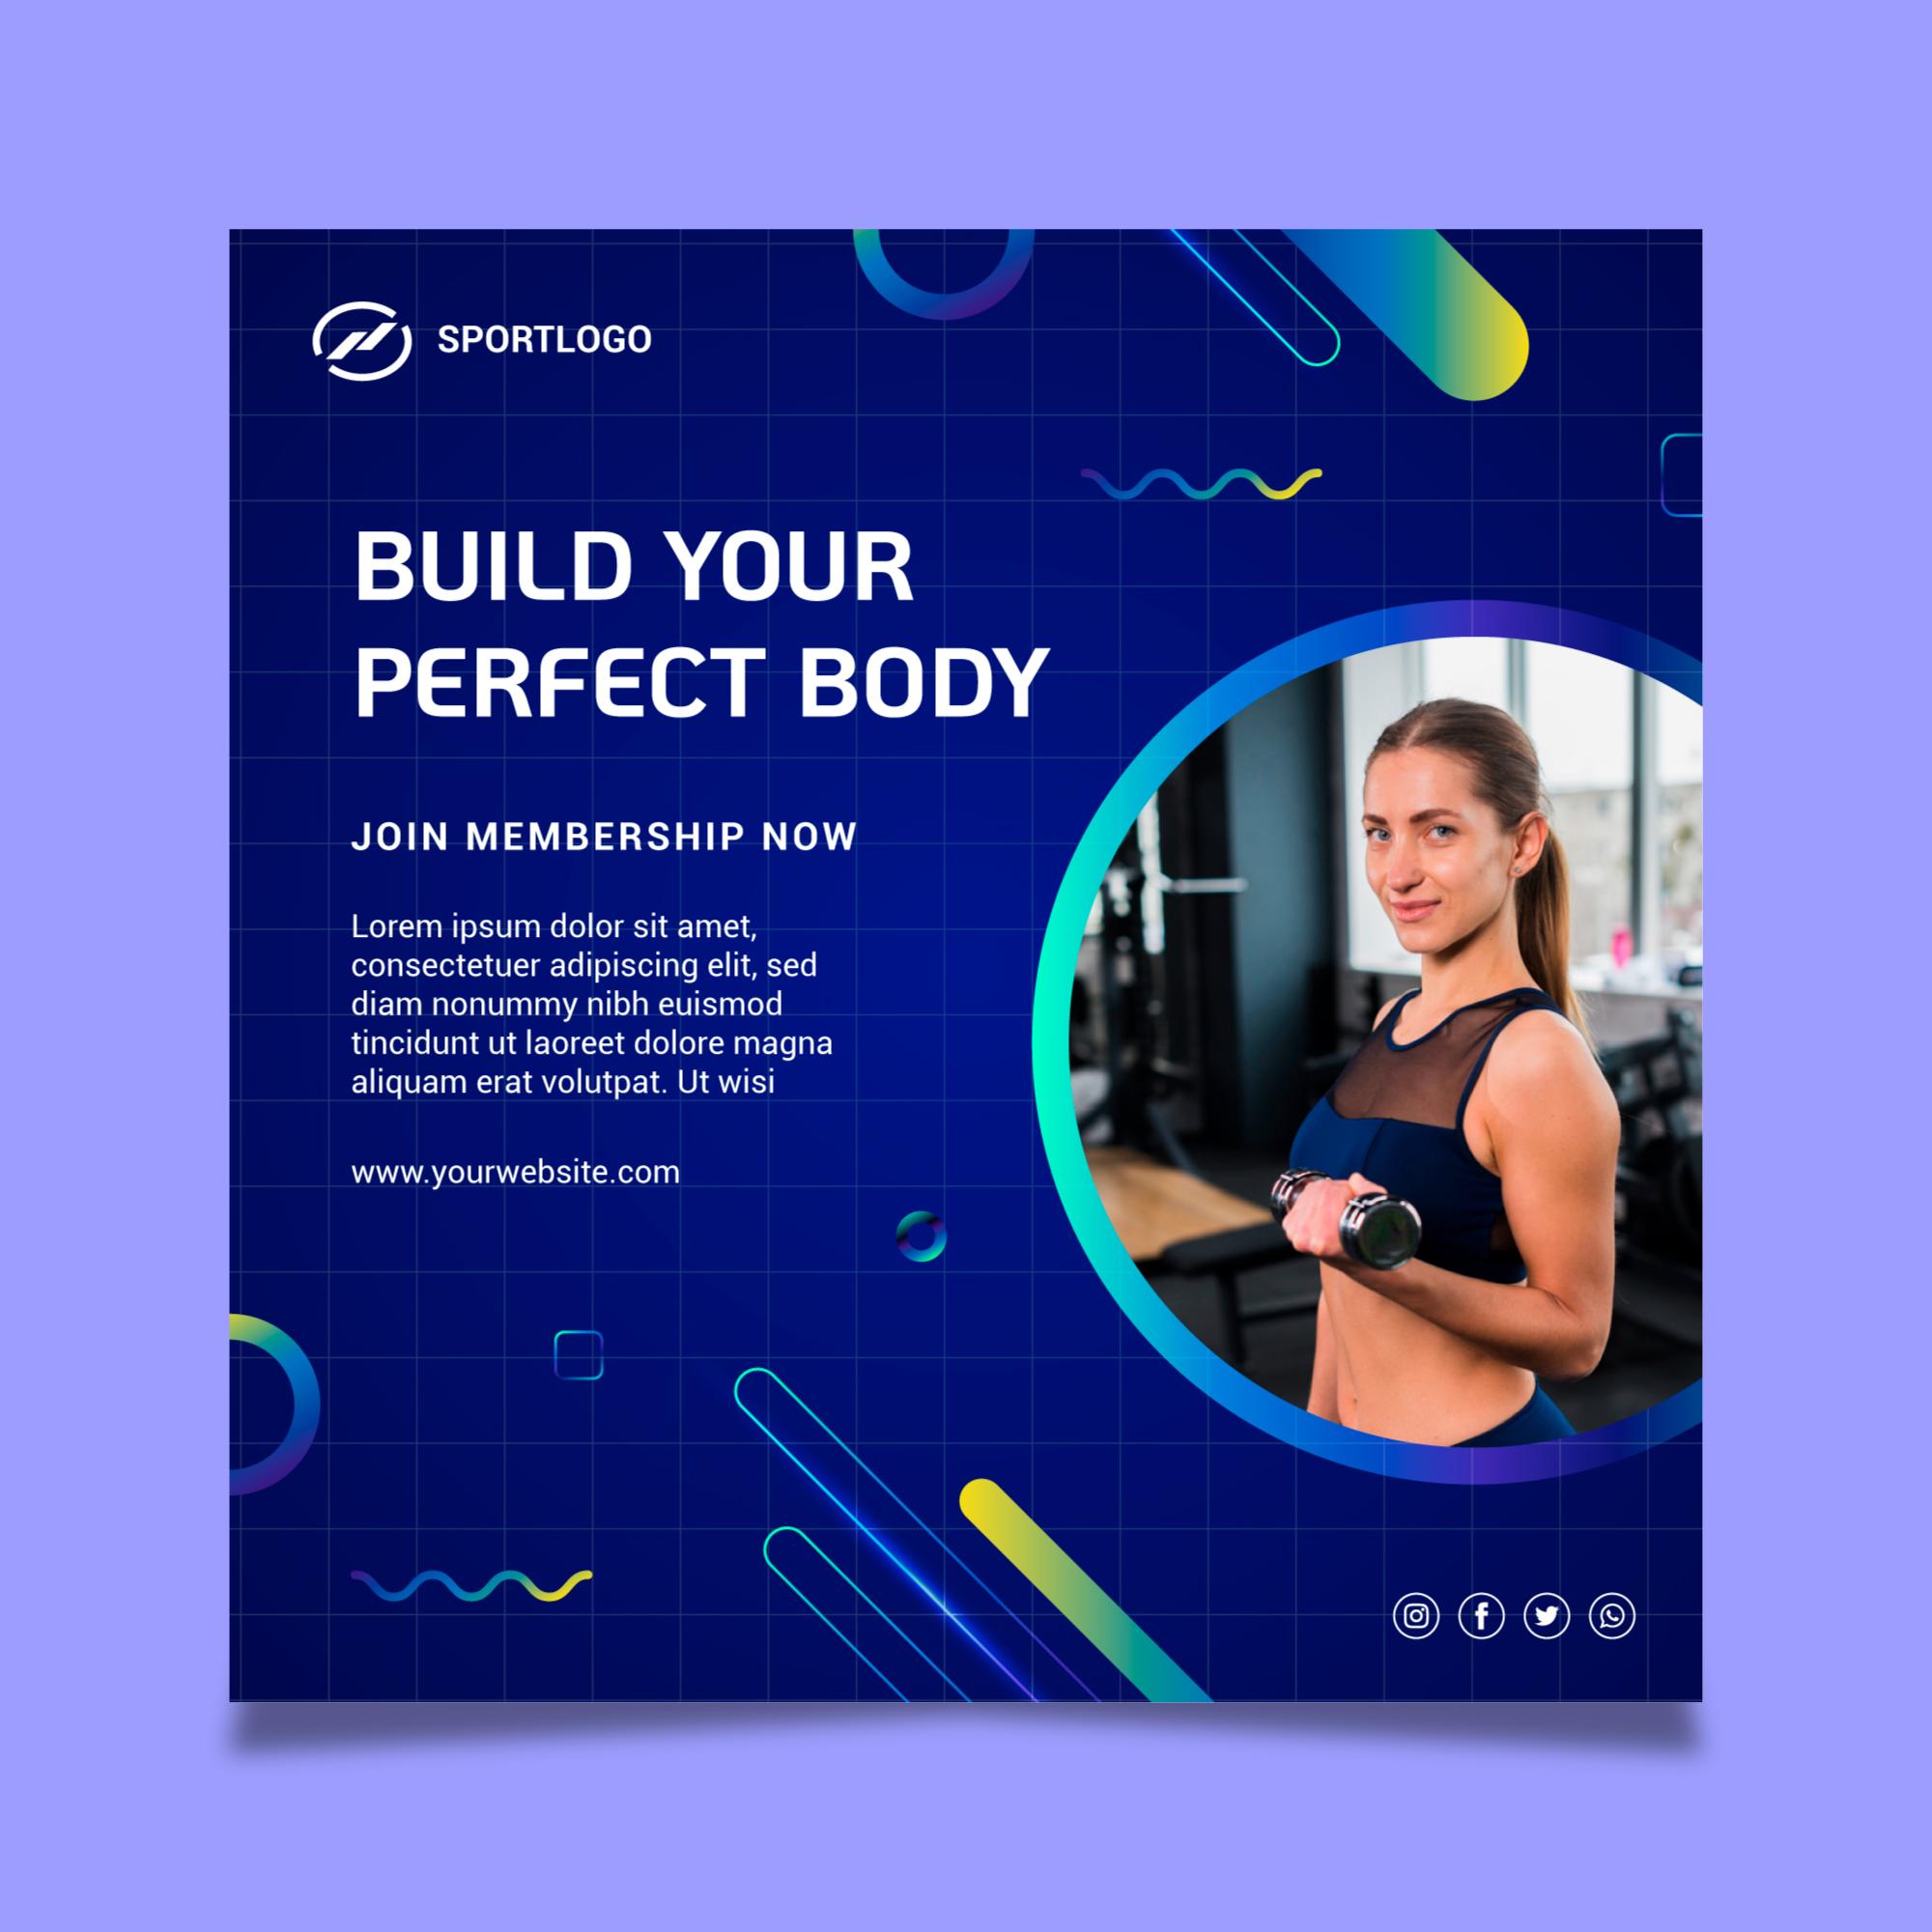 SPORTLOGO
BUILD YOUR
PERFECT BODY
JOIN MEMBERSHIP NOW
Lorem ipsum dolor sit amet,
consectetuer adipiscing elit, sed
diam nonummy nibh euismod
tincidunt ut laoreet dolore magna
aliquam erat volutpat. Ut wisi
www.yourwebsite.com